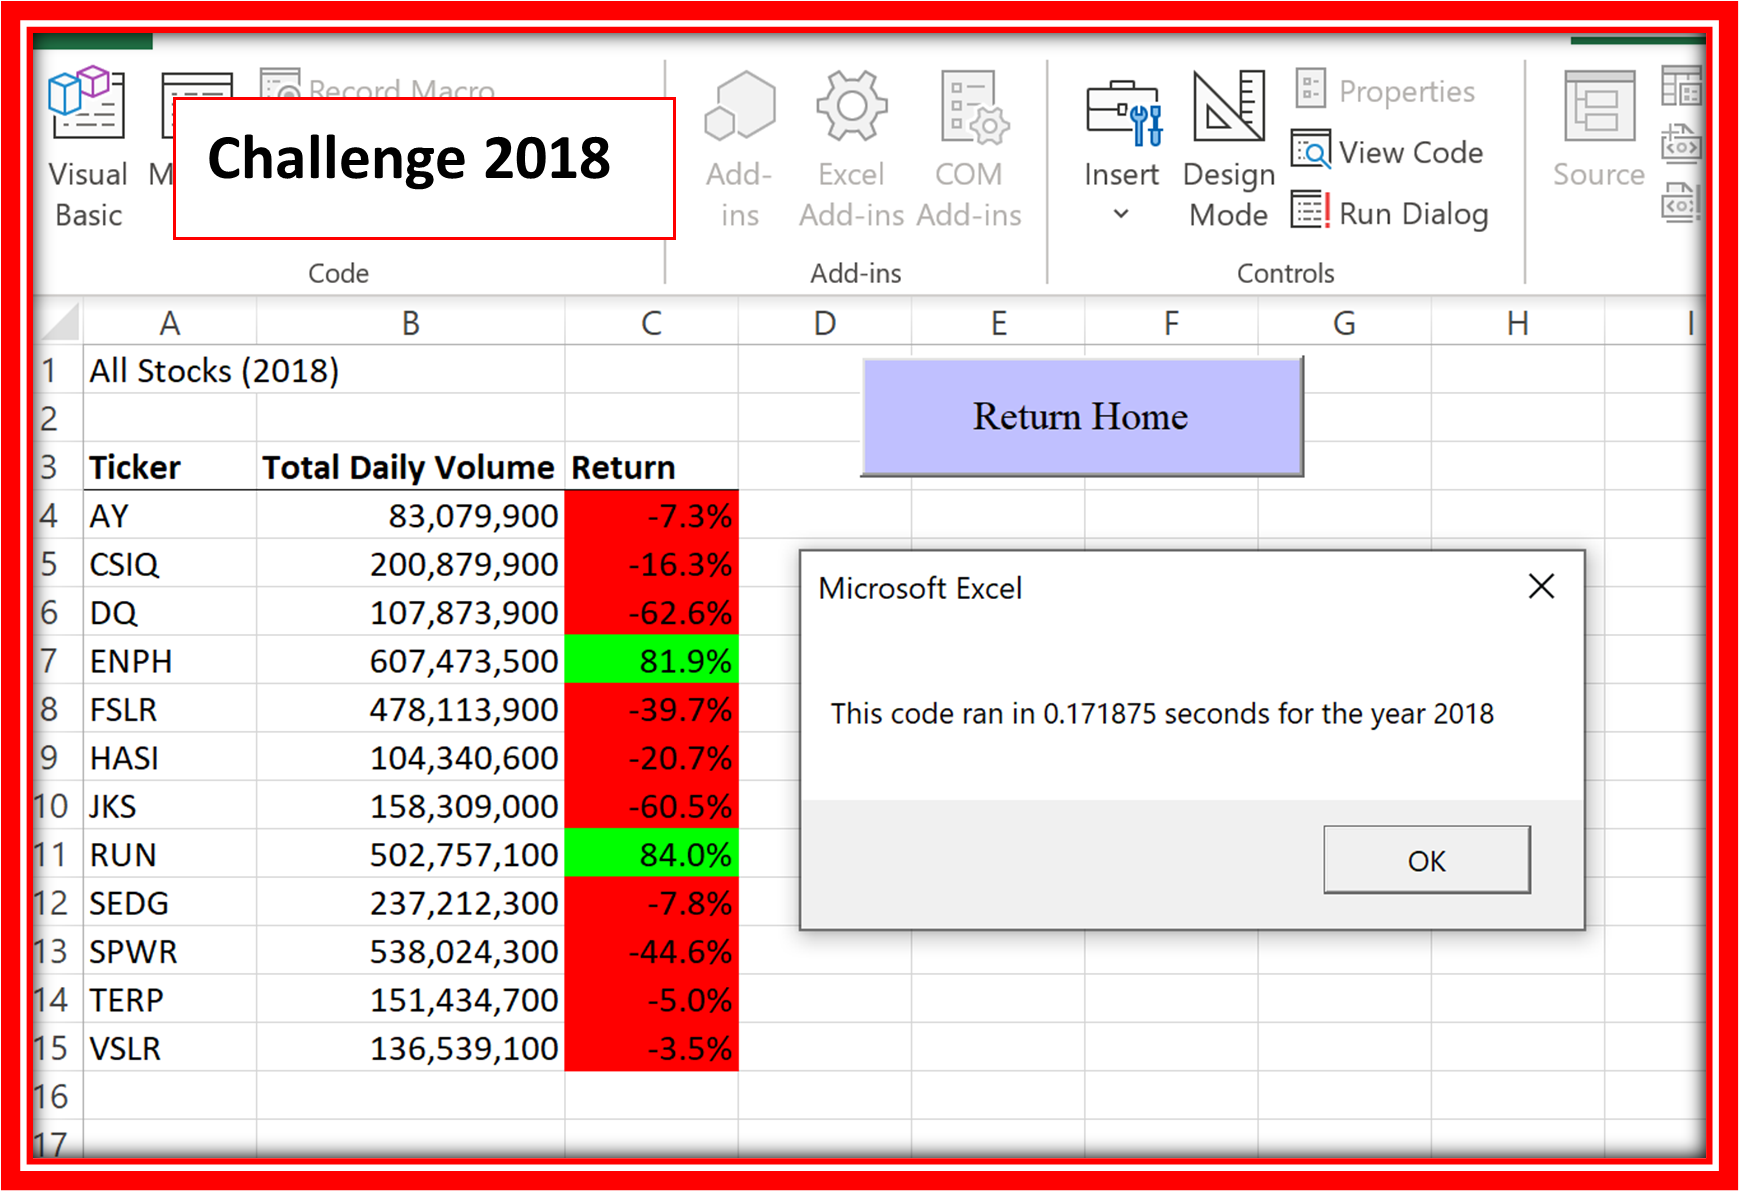 Record Macro
Challenge 2018
Visual
Basic
Add-
ins
Excel
Add-ins
COM
Add-ins
Insert
Design
Mode
Properties
View Code
Run Dialog
Source
Code
Add-ins
Controls
A B C D E F G H I
1 All Stocks (2018)
Return Home
2
3 Ticker Total Daily Volume Return
4 AY 83,079,900 -7.3%
5 CSIQ 200,879,900 -16.3%
6 DQ 107,873,900 -62.6%
7 ENPH 607,473,500 81.9%
8 FSLR 478,113,900 -39.7%
9 HASI 104,340,600 -20.7%
10 JKS 158,309,000 -60.5%
11 RUN 502,757,100 84.0%
12 SEDG 237,212,300 -7.8%
13 SPWR 538,024,300 -44.6%
14 TERP 151,434,700 -5.0%
15 VSLR 136,539,100 -3.5%
16
17
Microsoft Excel
This code ran in 0.171875 seconds for the year 2018
OK